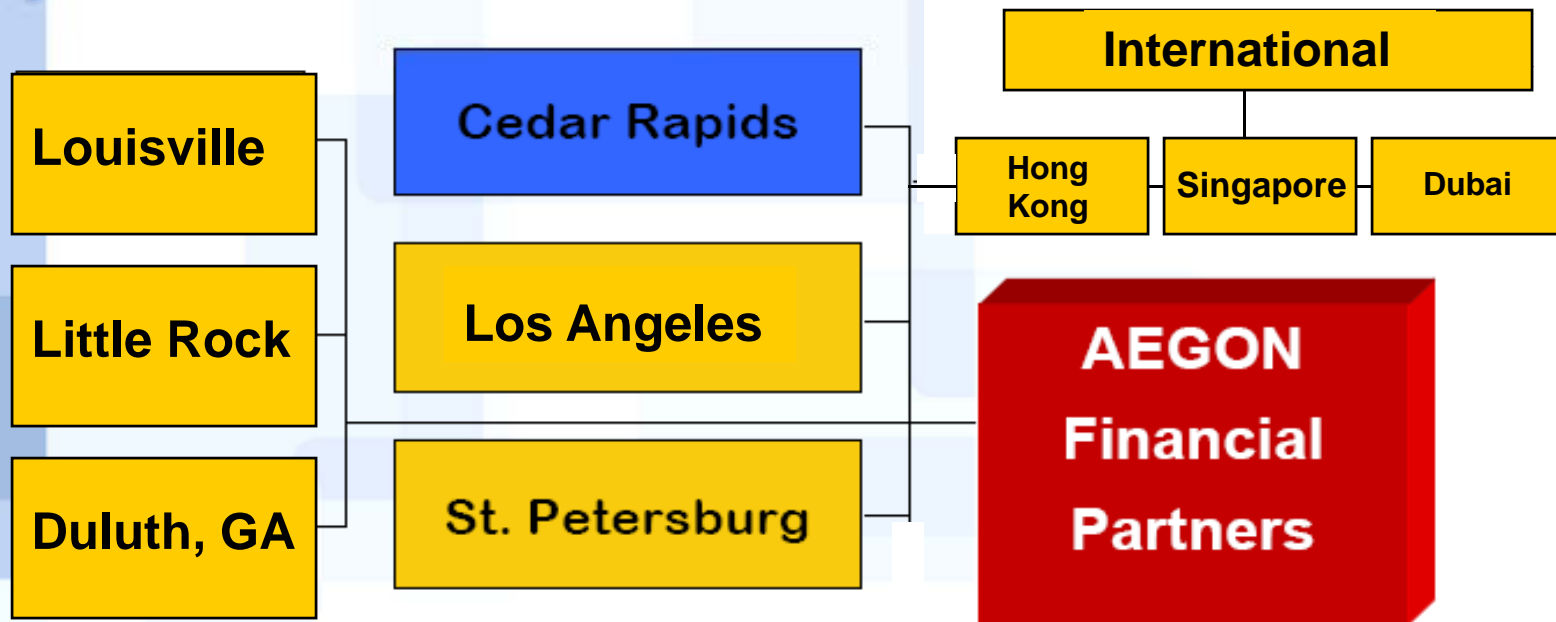 Louisville
Little Rock
Duluth, GA
Cedar Rapids
Los Angeles
St. Petersburg
International
Hong
Kong
Singapore
Dubai
AEGON
Financial
Partners